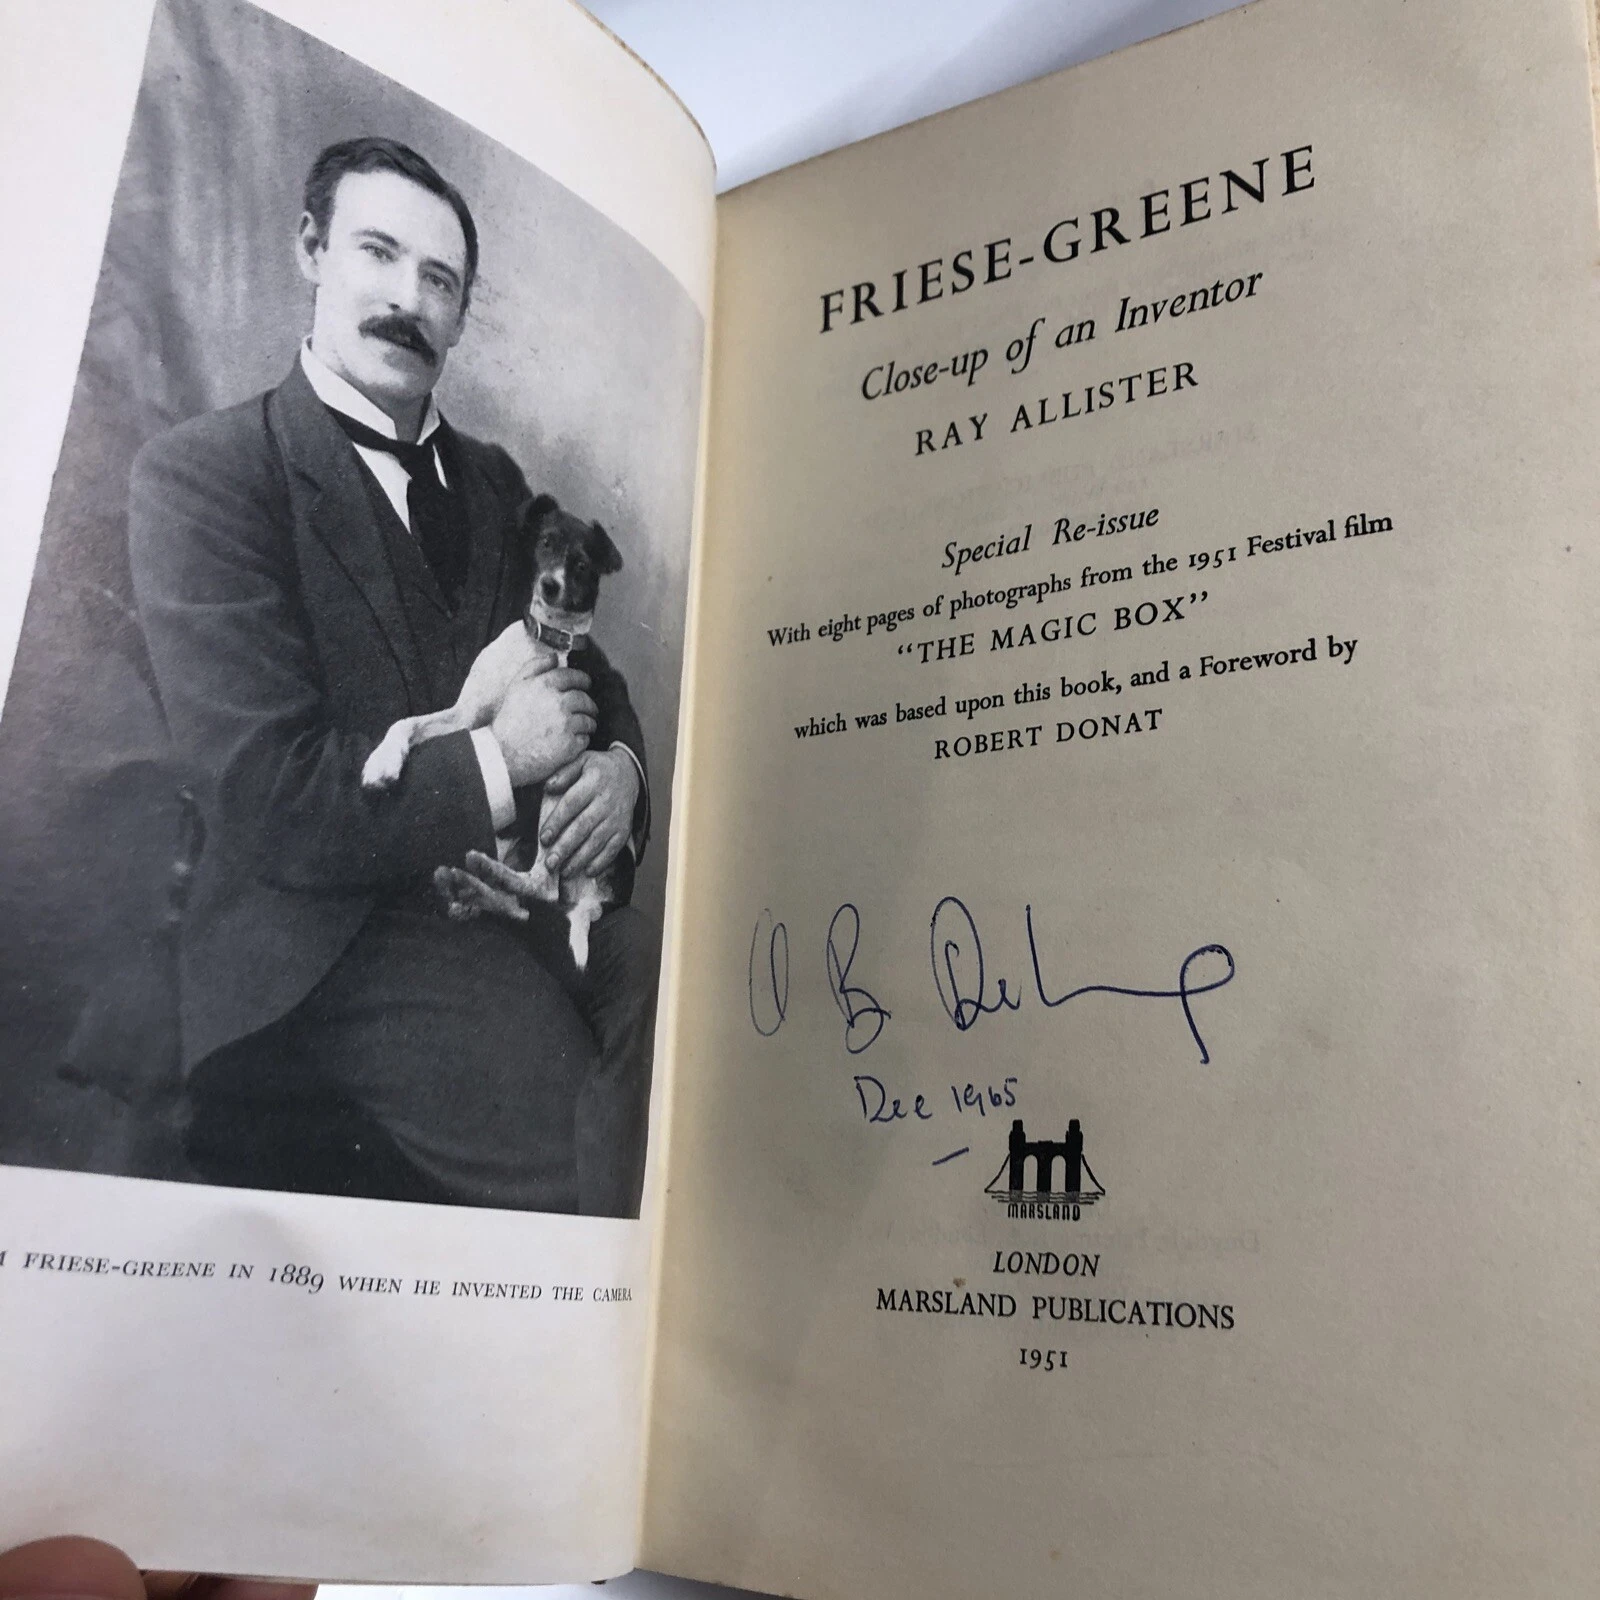 FRIESE-GREENE IN 1889 WHEN HE INVENTED THE CAMERA
FRIESE-GREENE
Close-up of an Inventor
RAY ALLISTER
Special Re-issue
With eight pages of photographs from the 1951 Festival film
“THE MAGIC BOX”
which was based upon this book, and a Foreword by
ROBERT DONAT
Dec 1965
MARSLAND
LONDON
MARSLAND PUBLICATIONS
1951